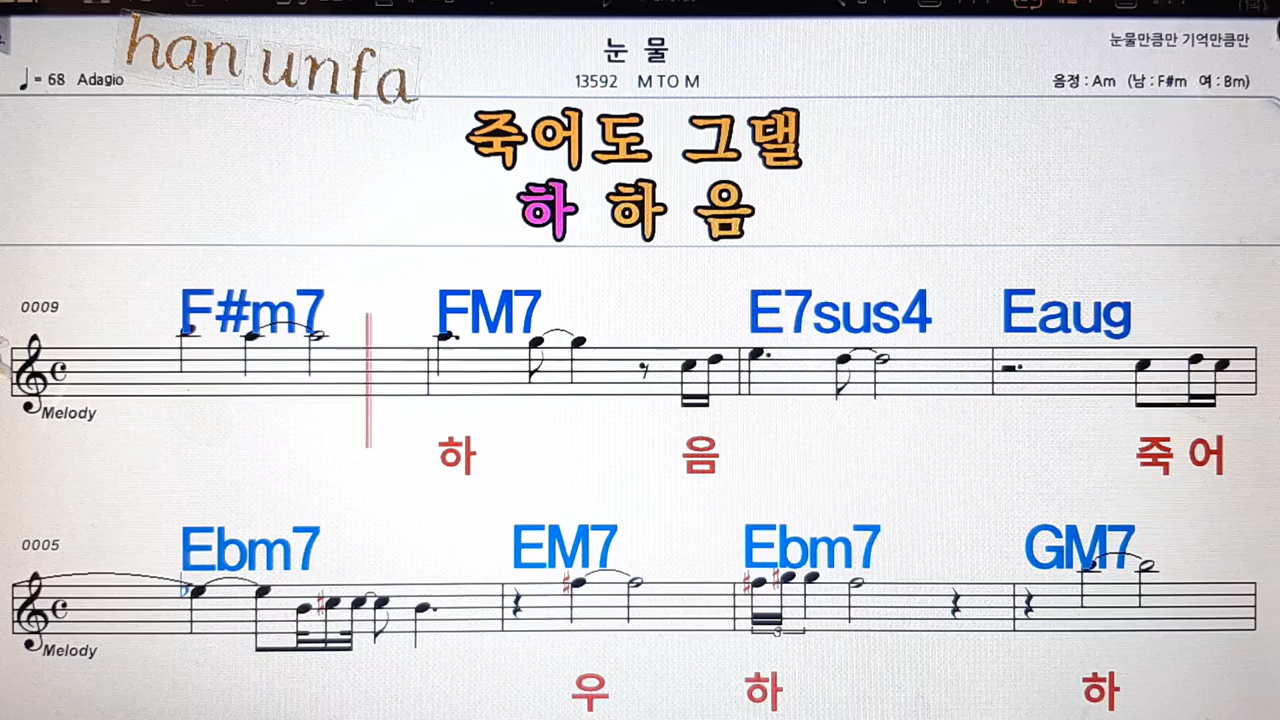 han unfa
눈 물
눈물만큼만 기억만큼만
= 68 Adagio
13592 M TO M
음정 : Am (남 : F#m 여 : Bm)
죽어도 그댈
하 하 음
0009
F#m7 FM7 E7sus4 Eaug
Melody
하 음 죽 어
0005
Ebm7 EM7 Ebm7 GM7
3
Melody
우 하 하